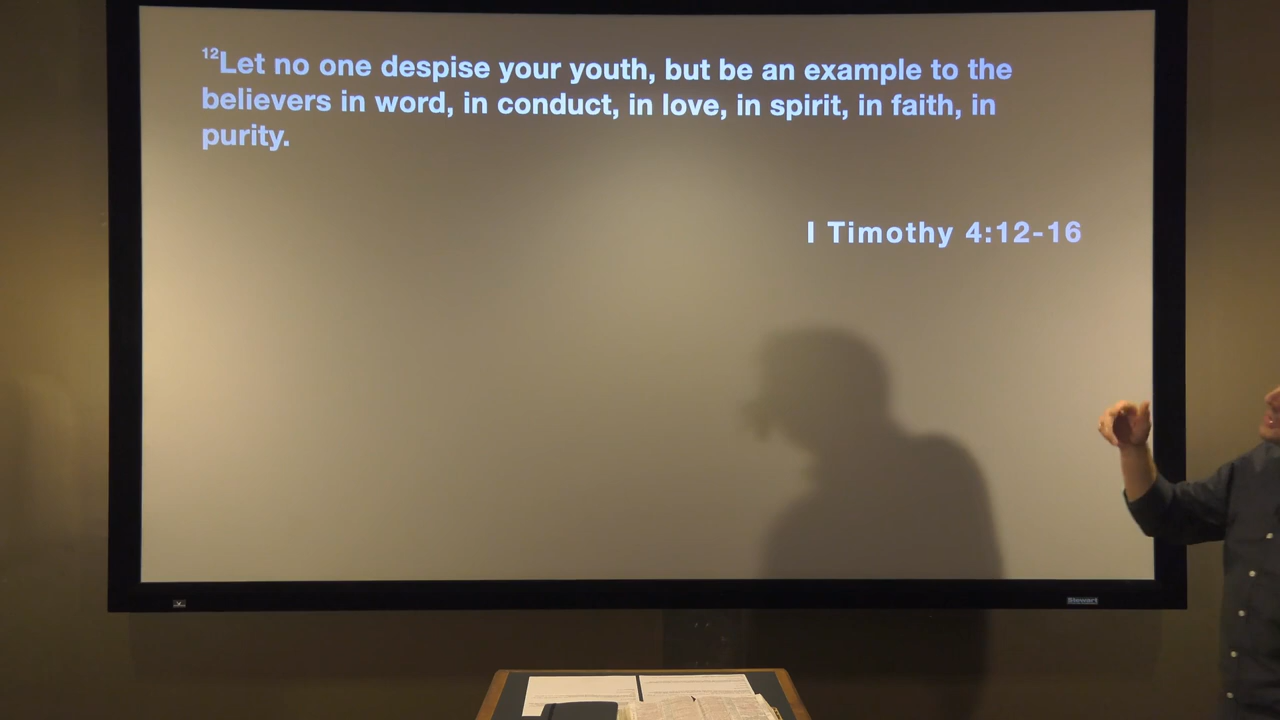 12Let no one despise your youth, but be an example to the
believers in word, in conduct, in love, in spirit, in faith, in
purity.
I Timothy 4:12-16
Stewart